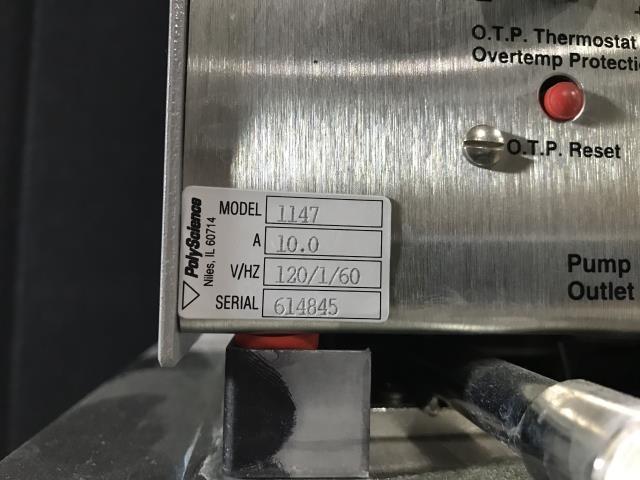 O.T.P. Thermostat
Overtemp Protectio
O.T.P. Reset
PolyScience
Niles, IL 60714
MODEL 1147
A 10.0
V/HZ 120/1/60
SERIAL 614845
Pump
Outlet